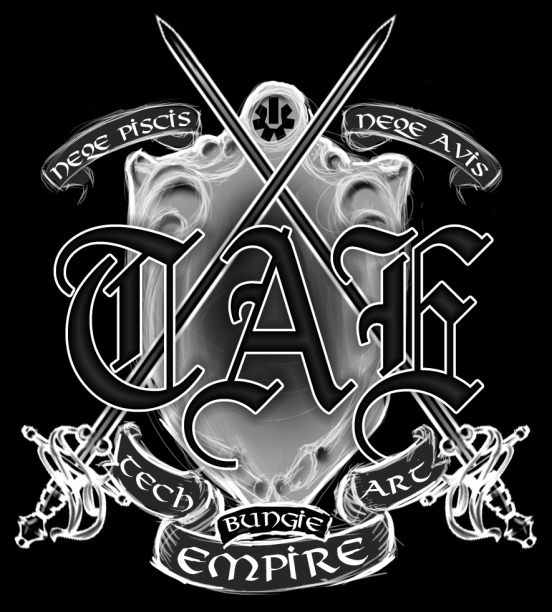 NEQE PISCIS
NEQE AVIS
TAE
TECH
ART
BUNGIE
EMPIRE